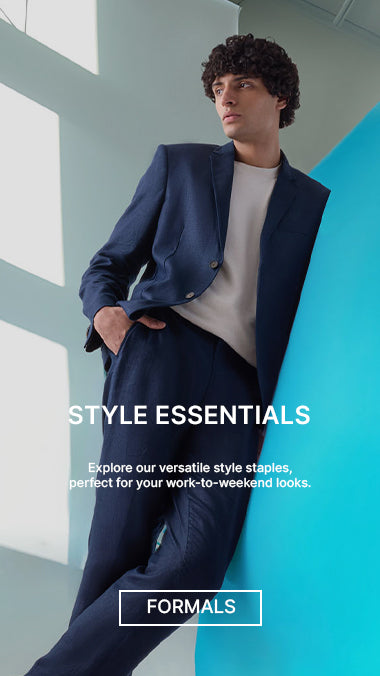 STYLE ESSENTIALS
Explore our versatile style staples,
perfect for your work-to-weekend looks.
FORMALS